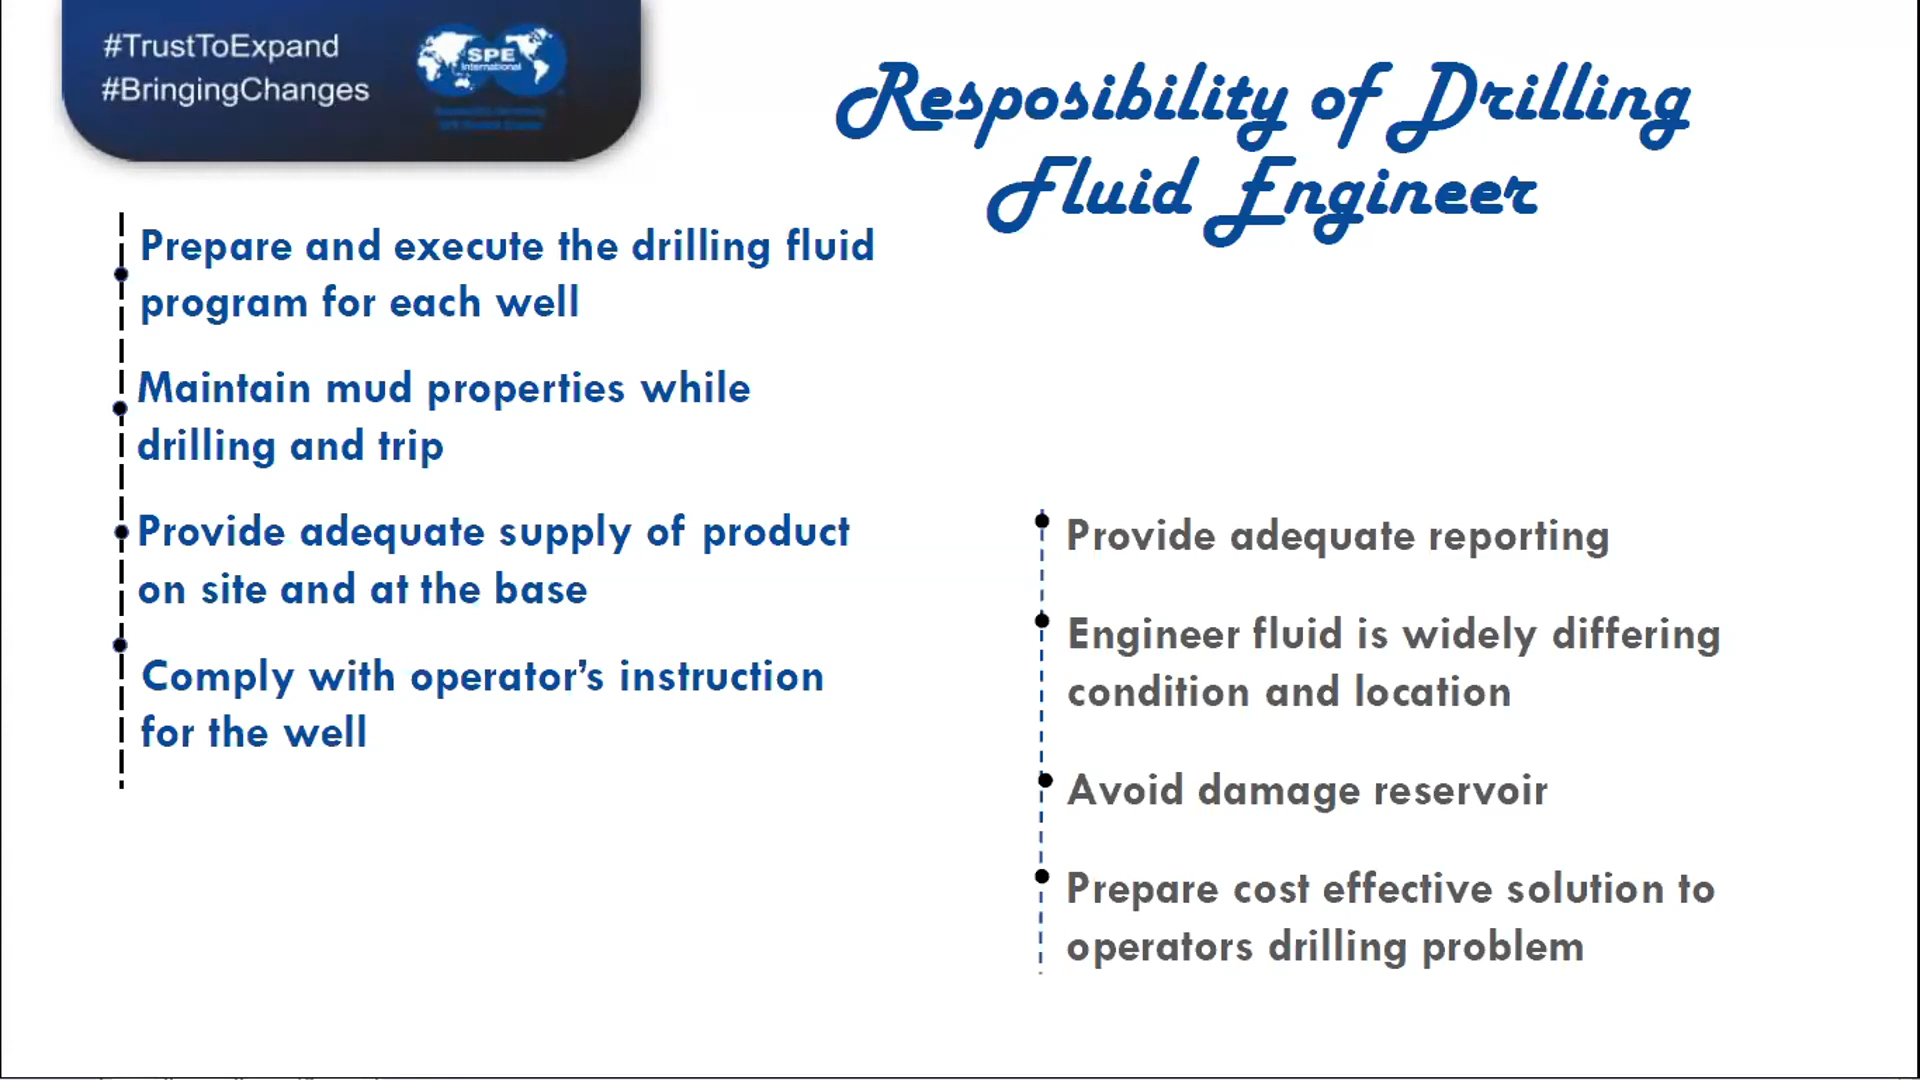 #TrustToExpand
#BringingChanges
SPE
International
Resposibility of Drilling
Fluid Engineer
Prepare and execute the drilling fluid
program for each well
Maintain mud properties while
drilling and trip
Provide adequate supply of product
on site and at the base
Comply with operator’s instruction
for the well
Provide adequate reporting
Engineer fluid is widely differing
condition and location
Avoid damage reservoir
Prepare cost effective solution to
operators drilling problem